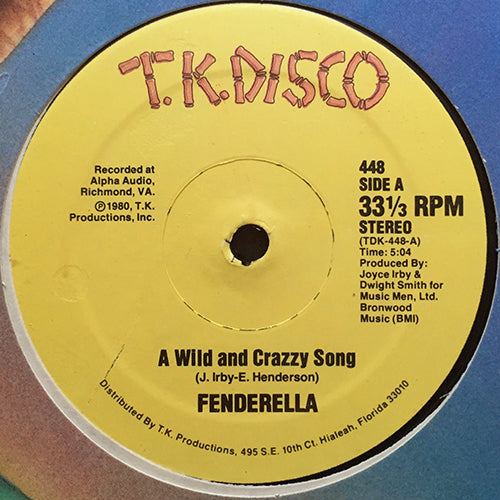 T.K.DISCO
Recorded at
Alpha Audio,
Richmond, VA.
Ⓟ1980, T.K.
Productions, Inc.
448
SIDE A
33⅓ RPM
STEREO
(TDK-448-A)
Time: 5:04
Produced By:
Joyce Irby &
Dwight Smith for
Music Men, Ltd.
Bronwood
Music (BMI)
A Wild and Crazzy Song
(J. Irby-E. Henderson)
FENDERELLA
Distributed By T.K. Productions, 495 S.E. 10th Ct. Hialeah, Florida 33010